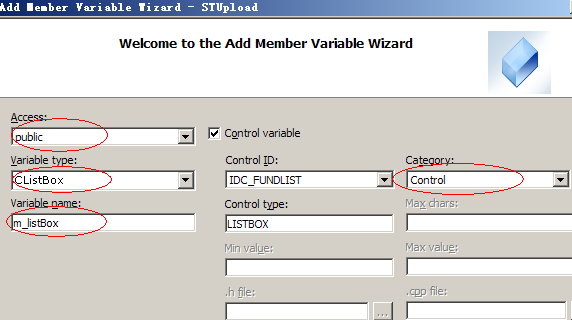 Add Member Variable Wizard - STUpload
Welcome to the Add Member Variable Wizard
Access:
public
Control variable
Variable type:
Control ID:
Category:
CListBox
IDC_FUNDLIST
Control
Variable name:
Control type:
Max chars:
m_listBox
LISTBOX
Min value:
Max value:
.h file:
.cpp file:
...